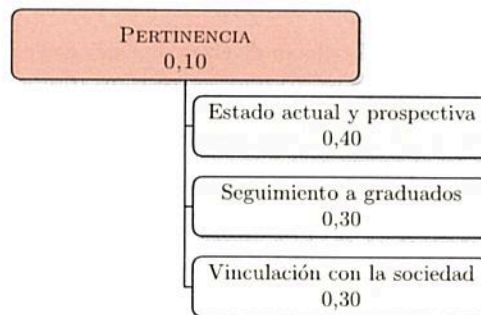 PERTINENCIA
0,10
Estado actual y prospectiva
0,40
Seguimiento a graduados
0,30
Vinculación con la sociedad
0,30